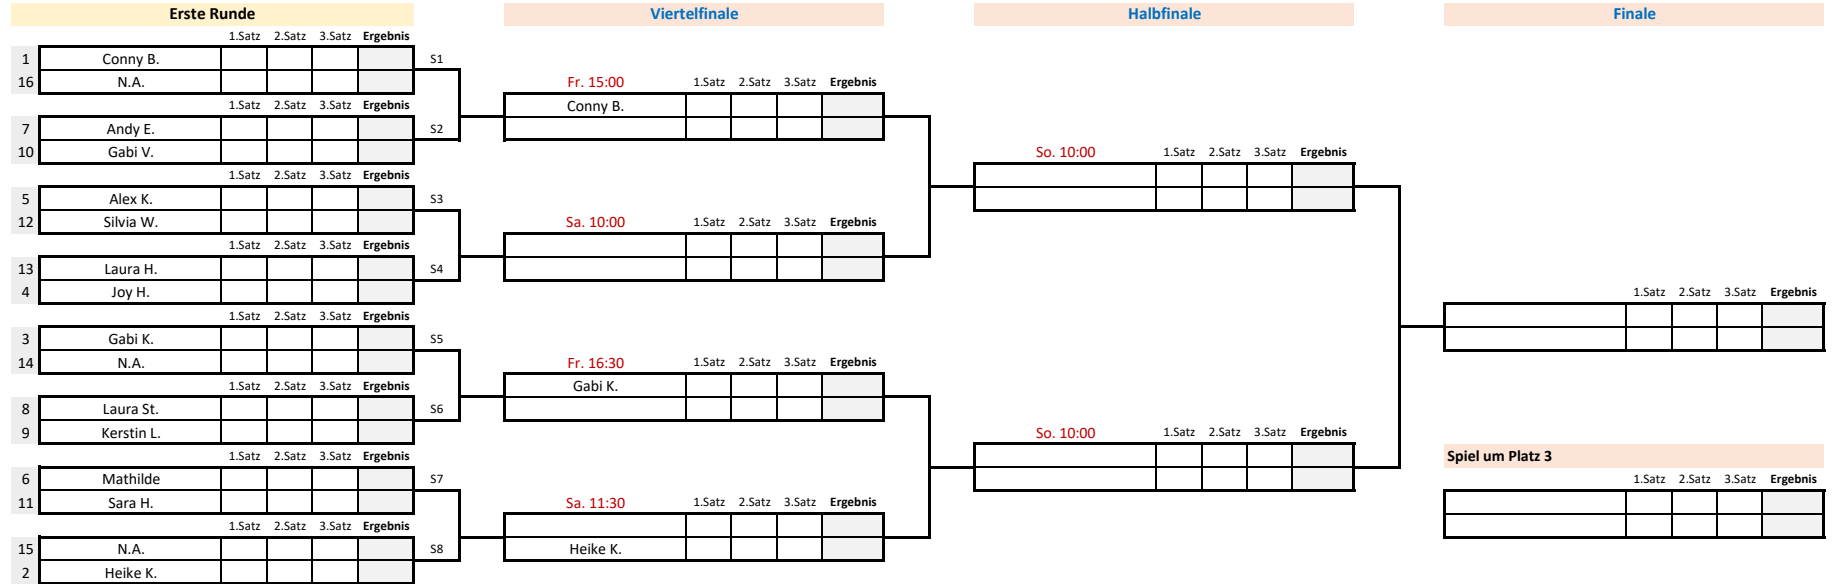 Erste Runde
1.Satz 2.Satz 3.Satz Ergebnis
1 Conny B. S1
16 N.A.
1.Satz 2.Satz 3.Satz Ergebnis
7 Andy E. S2
10 Gabi V.
1.Satz 2.Satz 3.Satz Ergebnis
5 Alex K. S3
12 Silvia W.
1.Satz 2.Satz 3.Satz Ergebnis
13 Laura H. S4
4 Joy H.
1.Satz 2.Satz 3.Satz Ergebnis
3 Gabi K. S5
14 N.A.
1.Satz 2.Satz 3.Satz Ergebnis
8 Laura St. S6
9 Kerstin L.
1.Satz 2.Satz 3.Satz Ergebnis
6 Mathilde S7
11 Sara H.
1.Satz 2.Satz 3.Satz Ergebnis
15 N.A. S8
2 Heike K.
Viertelfinale
Fr. 15:00 1.Satz 2.Satz 3.Satz Ergebnis
Conny B.
Sa. 10:00 1.Satz 2.Satz 3.Satz Ergebnis
Fr. 16:30 1.Satz 2.Satz 3.Satz Ergebnis
Gabi K.
Sa. 11:30 1.Satz 2.Satz 3.Satz Ergebnis
Heike K.
Halbfinale
So. 10:00 1.Satz 2.Satz 3.Satz Ergebnis
So. 10:00 1.Satz 2.Satz 3.Satz Ergebnis
Finale
1.Satz 2.Satz 3.Satz Ergebnis
Spiel um Platz 3
1.Satz 2.Satz 3.Satz Ergebnis